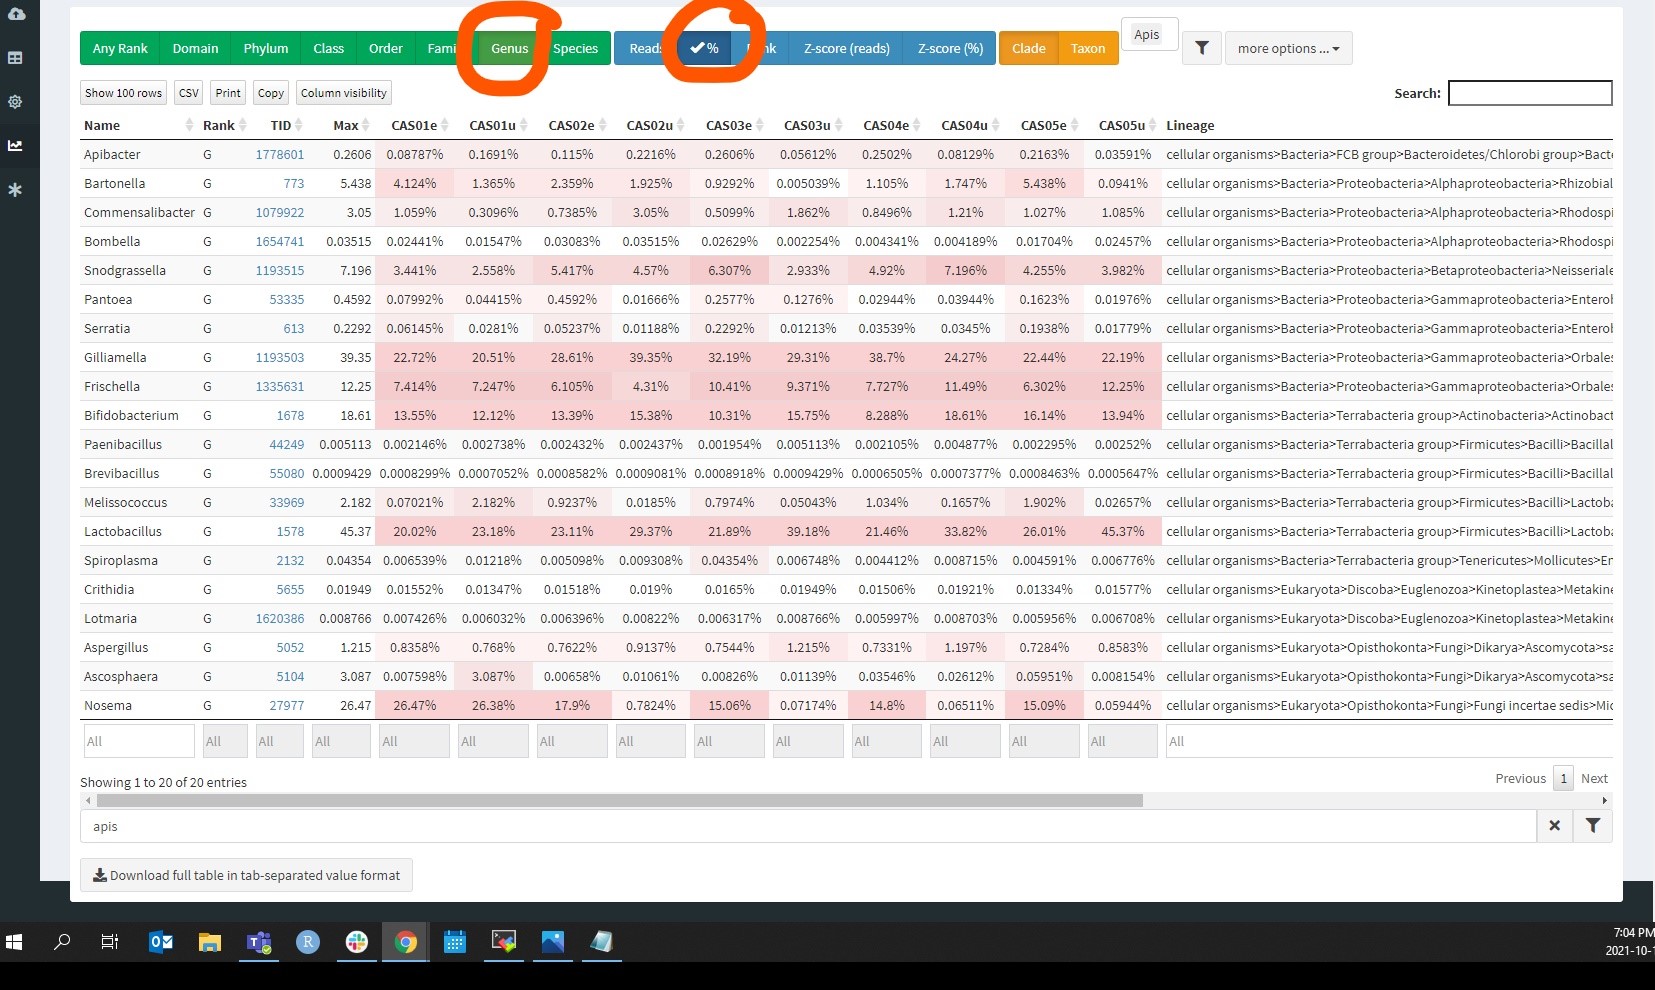 Any Rank Domain Phylum Class Order Fami Genus Species Reads % Rank Z-score (reads) Z-score (%) Clade Taxon Apis more options ...
Show 100 rows CSV Print Copy Column visibility Search:
Name Rank TID Max CAS01e CAS01u CAS02e CAS02u CAS03e CAS03u CAS04e CAS04u CAS05e CAS05u Lineage
Apibacter G 1778601 0.2606 0.08787% 0.1691% 0.115% 0.2216% 0.2606% 0.05612% 0.2502% 0.08129% 0.2163% 0.03591% cellular organisms>Bacteria>FCB group>Bacteroidetes/Chlorobi group>Bacte
Bartonella G 773 5.438 4.124% 1.365% 2.359% 1.925% 0.9292% 0.005039% 1.105% 1.747% 5.438% 0.0941% cellular organisms>Bacteria>Proteobacteria>Alphaproteobacteria>Rhizobial
Commensalibacter G 1079922 3.05 1.059% 0.3096% 0.7385% 3.05% 0.5099% 1.862% 0.8496% 1.21% 1.027% 1.085% cellular organisms>Bacteria>Proteobacteria>Alphaproteobacteria>Rhodospi
Bombella G 1654741 0.03515 0.02441% 0.01547% 0.03083% 0.03515% 0.02629% 0.002254% 0.004341% 0.004189% 0.01704% 0.02457% cellular organisms>Bacteria>Proteobacteria>Alphaproteobacteria>Rhodospi
Snodgrassella G 1193515 7.196 3.441% 2.558% 5.417% 4.57% 6.307% 2.933% 4.92% 7.196% 4.255% 3.982% cellular organisms>Bacteria>Proteobacteria>Betaproteobacteria>Neisseriale
Pantoea G 53335 0.4592 0.07992% 0.04415% 0.4592% 0.01666% 0.2577% 0.1276% 0.02944% 0.03944% 0.1623% 0.01976% cellular organisms>Bacteria>Proteobacteria>Gammaproteobacteria>Enterol
Serratia G 613 0.2292 0.06145% 0.0281% 0.05237% 0.01188% 0.2292% 0.01213% 0.03539% 0.0345% 0.1938% 0.01779% cellular organisms>Bacteria>Proteobacteria>Gammaproteobacteria>Enterol
Gilliamella G 1193503 39.35 22.72% 20.51% 28.61% 39.35% 32.19% 29.31% 38.7% 24.27% 22.44% 22.19% cellular organisms>Bacteria>Proteobacteria>Gammaproteobacteria>Orbales
Frischella G 1335631 12.25 7.414% 7.247% 6.105% 4.31% 10.41% 9.371% 7.727% 11.49% 6.302% 12.25% cellular organisms>Bacteria>Proteobacteria>Gammaproteobacteria>Orbales
Bifidobacterium G 1678 18.61 13.55% 12.12% 13.39% 15.38% 10.31% 15.75% 8.288% 18.61% 16.14% 13.94% cellular organisms>Bacteria>Terrabacteria group>Actinobacteria>Actinobact
Paenibacillus G 44249 0.005113 0.002146% 0.002738% 0.002432% 0.002437% 0.001954% 0.005113% 0.002105% 0.004877% 0.002295% 0.00252% cellular organisms>Bacteria>Terrabacteria group>Firmicutes>Bacilli>Bacillal
Brevibacillus G 55080 0.0009429 0.0008299% 0.0007052% 0.0008582% 0.0009081% 0.0008918% 0.0009429% 0.0006505% 0.0007377% 0.0008463% 0.0005647% cellular organisms>Bacteria>Terrabacteria group>Firmicutes>Bacilli>Bacillal
Melissococcus G 33969 2.182 0.07021% 2.182% 0.9237% 0.0185% 0.7974% 0.05043% 1.034% 0.1657% 1.902% 0.02657% cellular organisms>Bacteria>Terrabacteria group>Firmicutes>Bacilli>Lactoba
Lactobacillus G 1578 45.37 20.02% 23.18% 23.11% 29.37% 21.89% 39.18% 21.46% 33.82% 26.01% 45.37% cellular organisms>Bacteria>Terrabacteria group>Firmicutes>Bacilli>Lactoba
Spiroplasma G 2132 0.04354 0.006539% 0.01218% 0.005098% 0.009308% 0.04354% 0.006748% 0.004412% 0.008715% 0.004591% 0.006776% cellular organisms>Bacteria>Terrabacteria group>Tenericutes>Mollicutes>En
Crithidia G 5655 0.01949 0.01552% 0.01347% 0.01518% 0.019% 0.0165% 0.01949% 0.01506% 0.01921% 0.01334% 0.01577% cellular organisms>Eukaryota>Discoba>Euglenozoa>Kinetoplastea>Metakine
Lotmaria G 1620386 0.008766 0.007426% 0.006032% 0.006396% 0.00822% 0.006317% 0.008766% 0.005997% 0.008703% 0.005956% 0.006708% cellular organisms>Eukaryota>Discoba>Euglenozoa>Kinetoplastea>Metakine
Aspergillus G 5052 1.215 0.8358% 0.768% 0.7622% 0.9137% 0.7544% 1.215% 0.7331% 1.197% 0.7284% 0.8583% cellular organisms>Eukaryota>Opisthokonta>Fungi>Dikarya>Ascomycota>sa
Ascosphaera G 5104 3.087 0.007598% 3.087% 0.00658% 0.01061% 0.00826% 0.01139% 0.03546% 0.02612% 0.05951% 0.008154% cellular organisms>Eukaryota>Opisthokonta>Fungi>Dikarya>Ascomycota>sa
Nosema G 27977 26.47 26.47% 26.38% 17.9% 0.7824% 15.06% 0.07174% 14.8% 0.06511% 15.09% 0.05944% cellular organisms>Eukaryota>Opisthokonta>Fungi>Fungi incertae sedis>Mic
All All All All All All All All All All All All All All All
Showing 1 to 20 of 20 entries Previous 1 Next
apis
Download full table in tab-separated value format
7:04 PM
2021-10-1